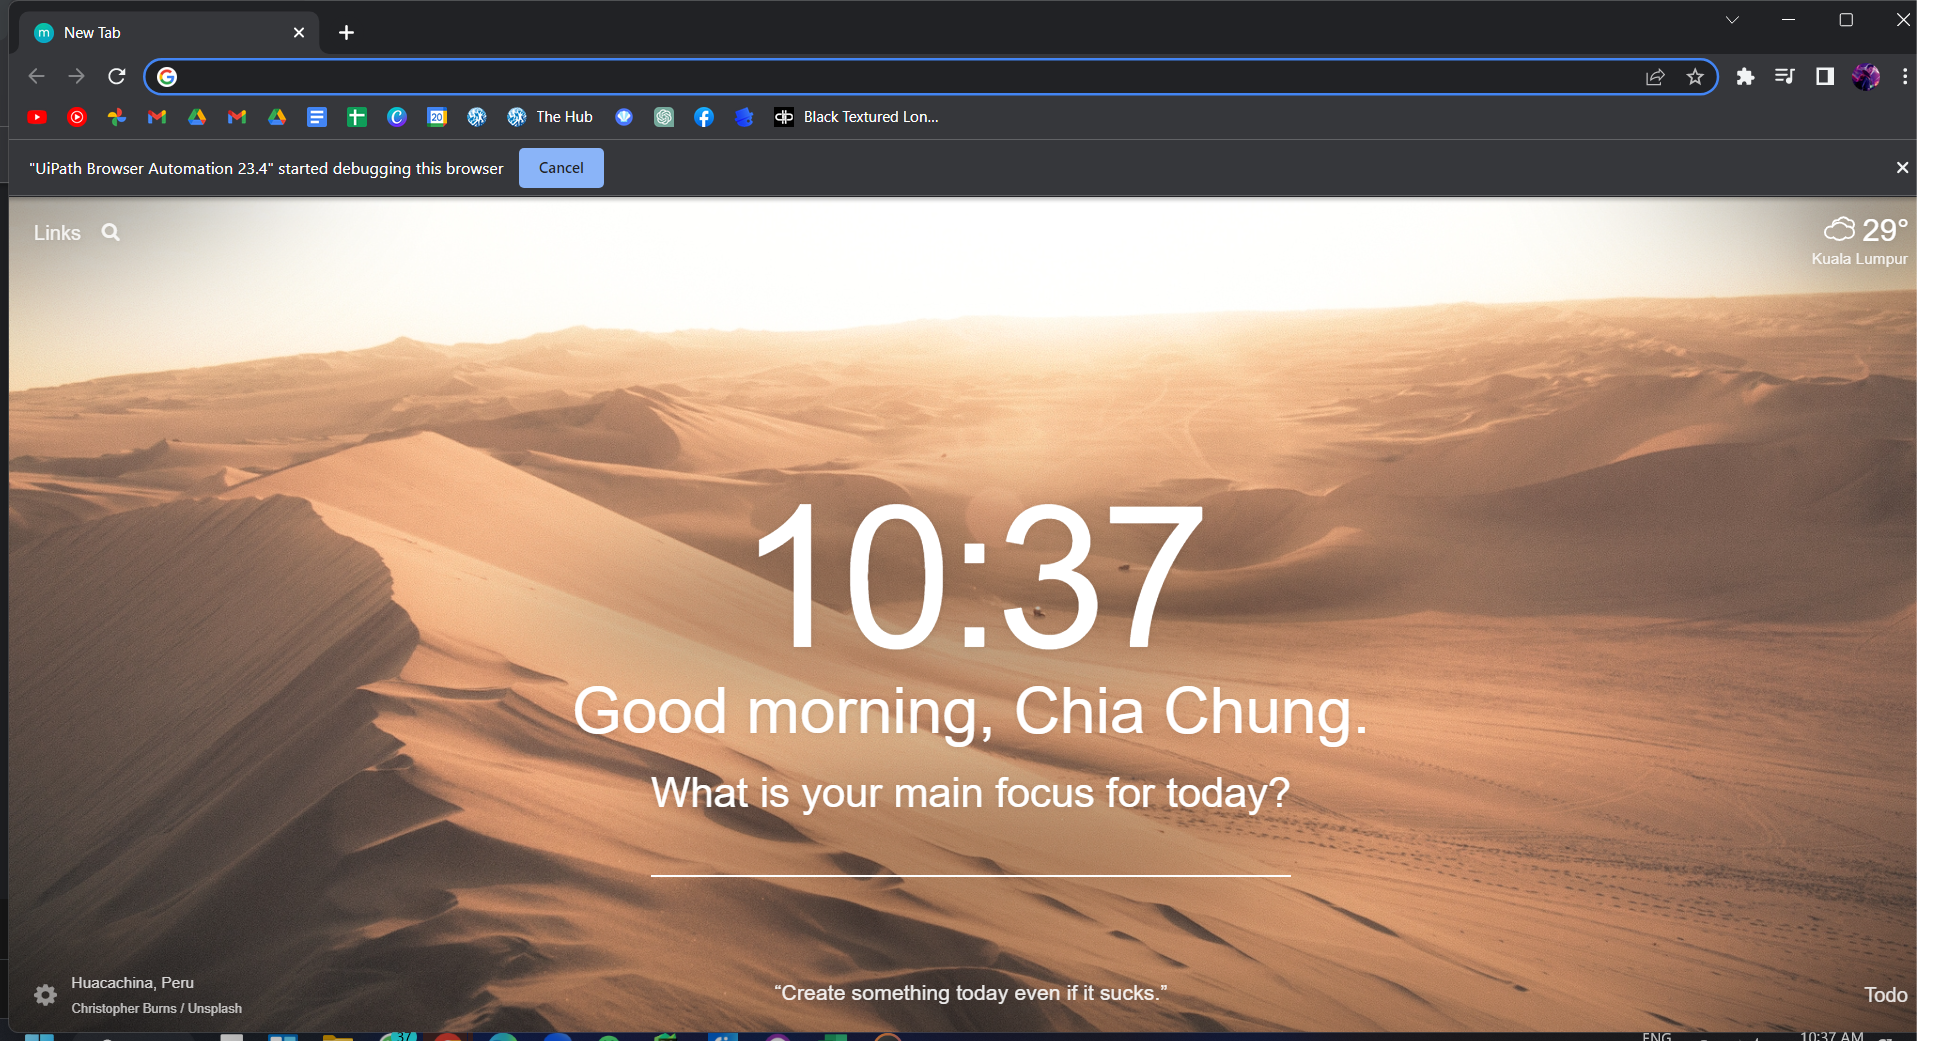 New Tab
The Hub
Black Textured Lon...
"UiPath Browser Automation 23.4" started debugging this browser
Cancel
Links
29°
Kuala Lumpur
10:37
Good morning, Chia Chung.
What is your main focus for today?
Huacachina, Peru
Christopher Burns / Unsplash
“Create something today even if it sucks.”
Todo
ENG
10:37 AM